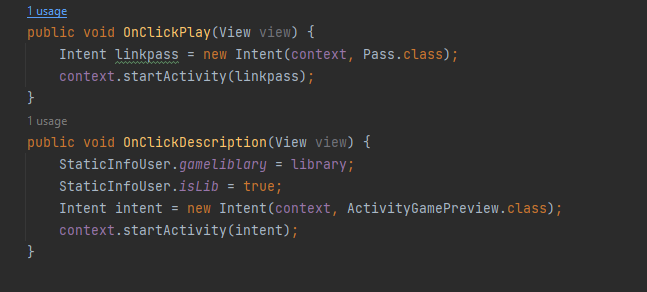 1 usage
public void OnClickPlay(View view) {
    Intent linkpass = new Intent(context, Pass.class);
    context.startActivity(linkpass);
}
1 usage
public void OnClickDescription(View view) {
    StaticInfoUser.gameliblary = library;
    StaticInfoUser.isLib = true;
    Intent intent = new Intent(context, ActivityGamePreview.class);
    context.startActivity(intent);
}